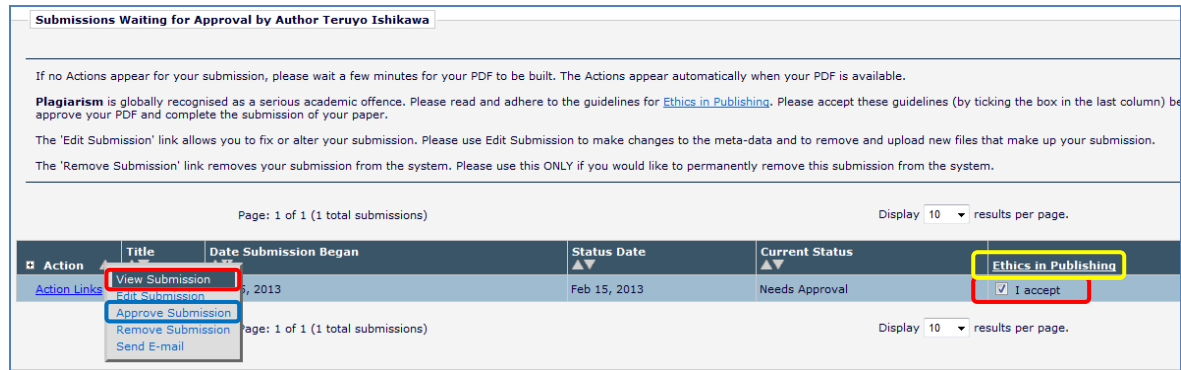 Submissions Waiting for Approval by Author Teruyo Ishikawa
If no Actions appear for your submission, please wait a few minutes for your PDF to be built. The Actions appear automatically when your PDF is available.
Plagiarism is globally recognised as a serious academic offence. Please read and adhere to the guidelines for Ethics in Publishing. Please accept these guidelines (by ticking the box in the last column) be
approve your PDF and complete the submission of your paper.
The 'Edit Submission' link allows you to fix or alter your submission. Please use Edit Submission to make changes to the meta-data and to remove and upload new files that make up your submission.
The 'Remove Submission' link removes your submission from the system. Please use this ONLY if you would like to permanently remove this submission from the system.
Page: 1 of 1 (1 total submissions) Display 10 results per page.
Action Title Date Submission Began Status Date Current Status Ethics in Publishing
Action Links 5, 2013 Feb 15, 2013 Needs Approval I accept
View Submission
Edit Submission
Approve Submission
Remove Submission
Send E-mail
Page: 1 of 1 (1 total submissions) Display 10 results per page.